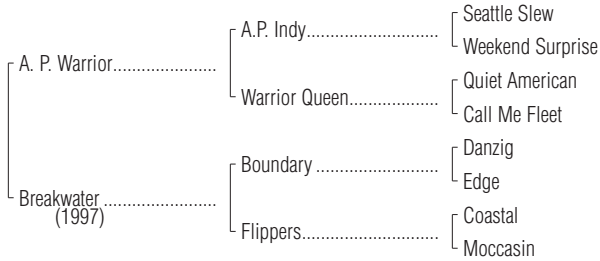 Seattle Slew
A.P. Indy
Weekend Surprise
A. P. Warrior
Quiet American
Warrior Queen
Call Me Fleet
Danzig
Boundary
Edge
Breakwater
(1997)
Coastal
Flippers
Moccasin